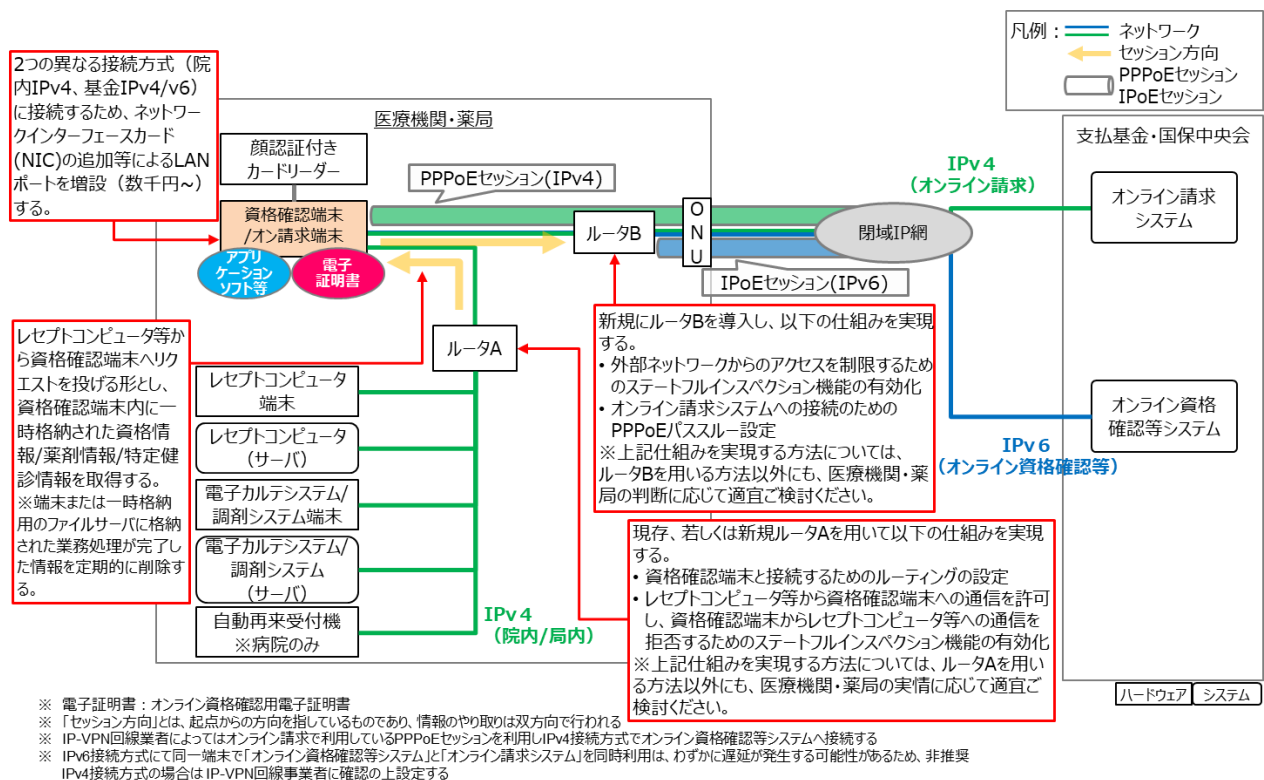 凡例：
ネットワーク
セッション方向
PPPoEセッション
IPoEセッション
2つの異なる接続方式（院
内IPv4、基金IPv4/v6）
に接続するため、ネットワー
クインターフェースカード
(NIC)の追加等によるLAN
ポートを増設（数千円~）
する。
医療機関・薬局
支払基金・国保中央会
顔認証付き
カードリーダー
PPPoEセッション(IPv4)
IPv4
（オンライン請求）
資格確認端末
/オン請求端末
アプリ
ケーション
ソフト等
電子
証明書
ルータB
ONU
閉域IP網
オンライン請求
システム
IPoEセッション(IPv6)
レセプトコンピュータ等か
ら資格確認端末へリク
エストを投げる形とし、
資格確認端末内に一
時格納された資格情
報/薬剤情報/特定健
診情報を取得する。
※端末または一時格納
用のファイルサーバに格納
された業務処理が完了し
た情報を定期的に削除す
る。
ルータA
新規にルータBを導入し、以下の仕組みを実現
する。
• 外部ネットワークからのアクセスを制限するため
のステートフルインスペクション機能の有効化
• オンライン請求システムへの接続のための
PPPoEパススルー設定
※上記仕組みを実現する方法については、
ルータBを用いる方法以外にも、医療機関・薬
局の判断に応じて適宜ご検討ください。
オンライン資格
確認等システム
IPv6
（オンライン資格確認等）
レセプトコンピュータ
端末
レセプトコンピュータ
(サーバ)
電子カルテシステム/
調剤システム端末
電子カルテシステム/
調剤システム
(サーバ)
自動再来受付機
※病院のみ
IPv4
（院内/局内）
現存、若しくは新規ルータAを用いて以下の仕組みを実現
する。
• 資格確認端末と接続するためのルーティングの設定
• レセプトコンピュータ等から資格確認端末への通信を許可
し、資格確認端末からレセプトコンピュータ等への通信を
拒否するためのステートフルインスペクション機能の有効化
※上記仕組みを実現する方法については、ルータAを用い
る方法以外にも、医療機関・薬局の実情に応じて適宜ご
検討ください。
ハードウェア
システム
※ 電子証明書：オンライン資格確認用電子証明書
※ 「セッション方向」とは、起点からの方向を指しているものであり、情報のやり取りは双方向で行われる
※ IP-VPN回線業者によってはオンライン請求で利用しているPPPoEセッションを利用しIPv4接続方式でオンライン資格確認等システムへ接続する
※ IPv6接続方式にて同一端末で「オンライン資格確認等システム」と「オンライン請求システム」を同時利用は、わずかに遅延が発生する可能性があるため、非推奨
IPv4接続方式の場合は IP-VPN回線事業者に確認の上設定する